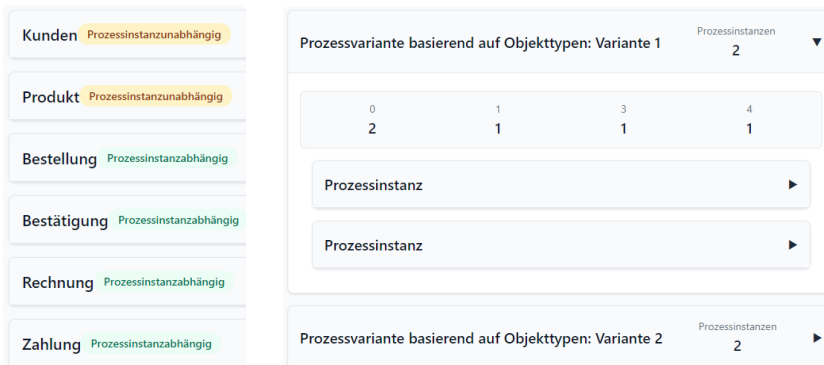 Kunden Prozessinstanzunabhängig
Produkt Prozessinstanzunabhängig
Bestellung Prozessinstanzabhängig
Bestätigung Prozessinstanzabhängig
Rechnung Prozessinstanzabhängig
Zahlung Prozessinstanzabhängig
Prozessvariante basierend auf Objekttypen: Variante 1
Prozessinstanzen
2
0 1 3 4
2 1 1 1
Prozessinstanz
Prozessinstanz
Prozessvariante basierend auf Objekttypen: Variante 2
Prozessinstanzen
2